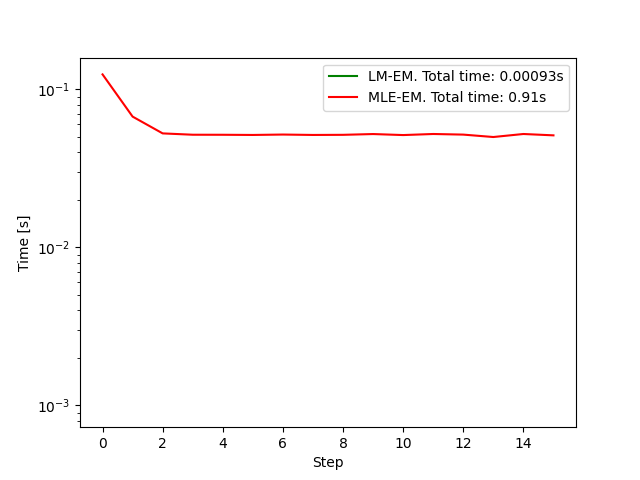 LM-EM. Total time: 0.00093s
MLE-EM. Total time: 0.91s
Time [s]
10⁻¹
10⁻²
10⁻³
0 2 4 6 8 10 12 14
Step